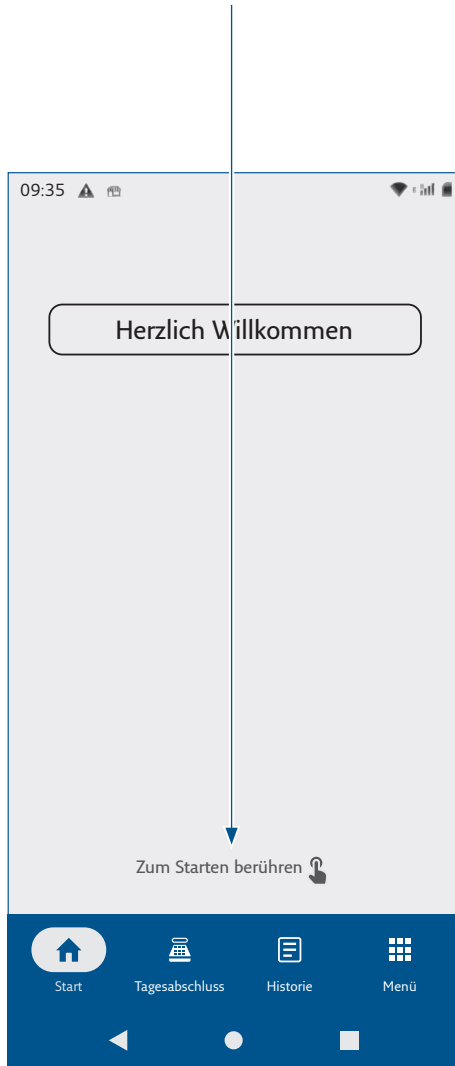 09:35
Herzlich Willkommen
Zum Starten berühren
Start Tagesabschluss Historie Menü